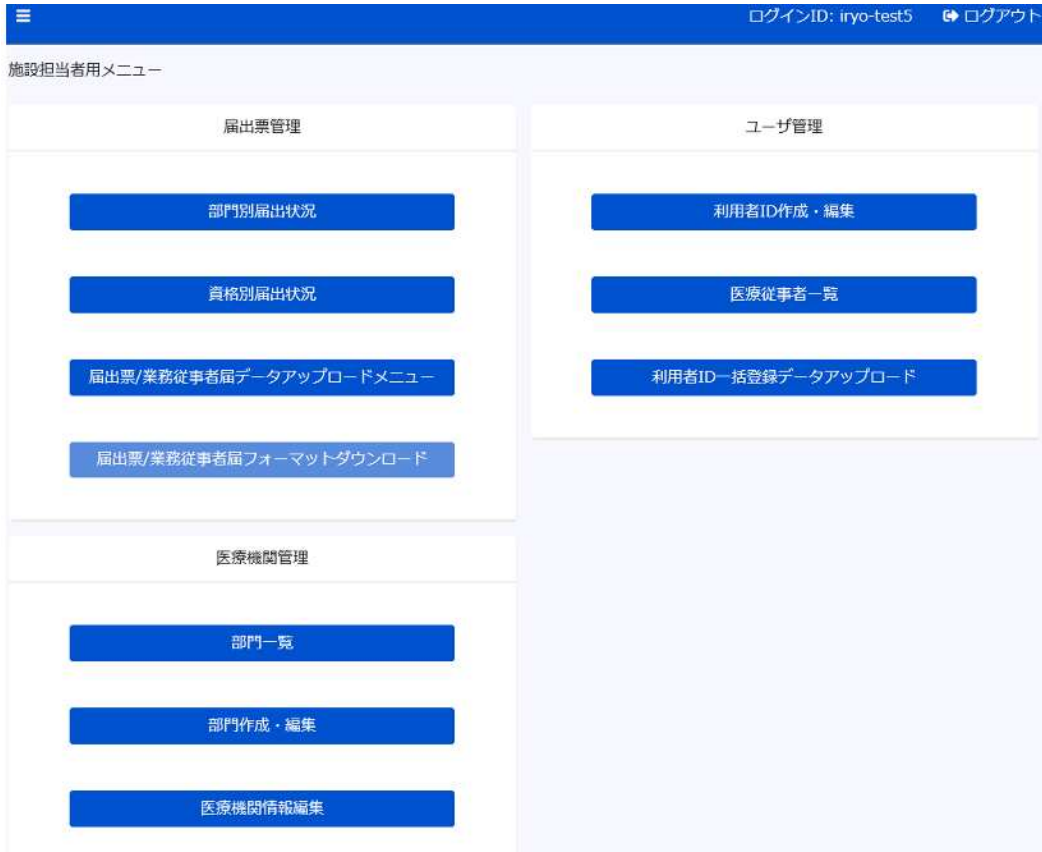 ログインID: iryo-test5 ログアウト
施設担当者用メニュー
届出票管理
部門別届出状況
資格別届出状況
届出票/業務従事者届データアップロードメニュー
届出票/業務従事者届フォーマットダウンロード
ユーザ管理
利用者ID作成・編集
医療従事者一覧
利用者ID一括登録データアップロード
医療機関管理
部門一覧
部門作成・編集
医療機関情報編集